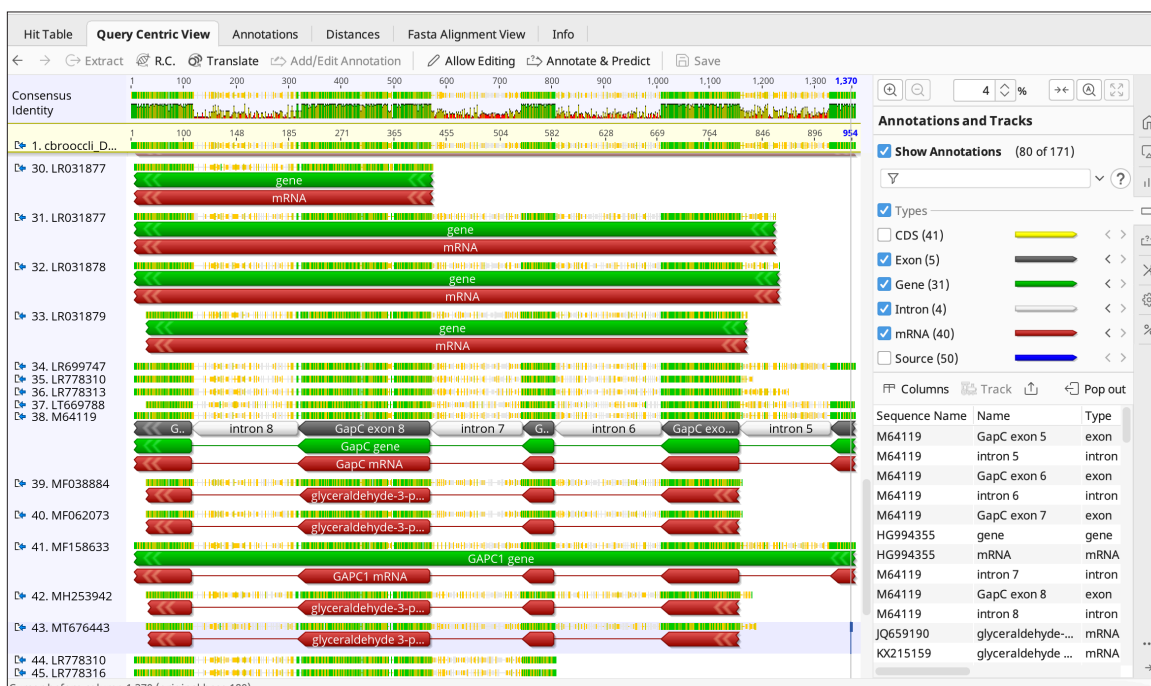 Hit Table Query Centric View Annotations Distances Fasta Alignment View Info
Extract R.C. Translate Add/Edit Annotation Allow Editing Annotate & Predict Save
1 100 200 300 400 500 600 700 800 900 1,000 1,100 1,200 1,300 1,370
Consensus
Identity
1 100 148 185 271 365 455 504 582 628 669 764 846 896 954
1. cbrooccli_D...
30. LR031877
gene
mRNA
31. LR031877
gene
mRNA
32. LR031878
gene
mRNA
33. LR031879
gene
mRNA
34. LR699747
35. LR778310
36. LR778313
37. LT669788
38. M64119
G.. intron 8 GapC exon 8 intron 7 G.. intron 6 GapC exo... intron 5
GapC gene
GapC mRNA
39. MF038884
glyceraldehyde-3-p...
40. MF062073
glyceraldehyde-3-p...
41. MF158633
GAPC1 gene
GAPC1 mRNA
42. MH253942
glyceraldehyde-3-p...
43. MT676443
glyceraldehyde 3-p...
44. LR778310
45. LR778316
4 %
Annotations and Tracks
Show Annotations (80 of 171)
?
Types
CDS (41)
Exon (5)
Gene (31)
Intron (4)
mRNA (40)
Source (50)
Columns Track Pop out
Sequence Name Name Type
M64119 GapC exon 5 exon
M64119 intron 5 intron
M64119 GapC exon 6 exon
M64119 intron 6 intron
M64119 GapC exon 7 exon
HG994355 gene gene
HG994355 mRNA mRNA
M64119 intron 7 intron
M64119 GapC exon 8 exon
M64119 intron 8 intron
JQ659190 glyceraldehyde-... mRNA
KX215159 glyceraldehyde ... mRNA